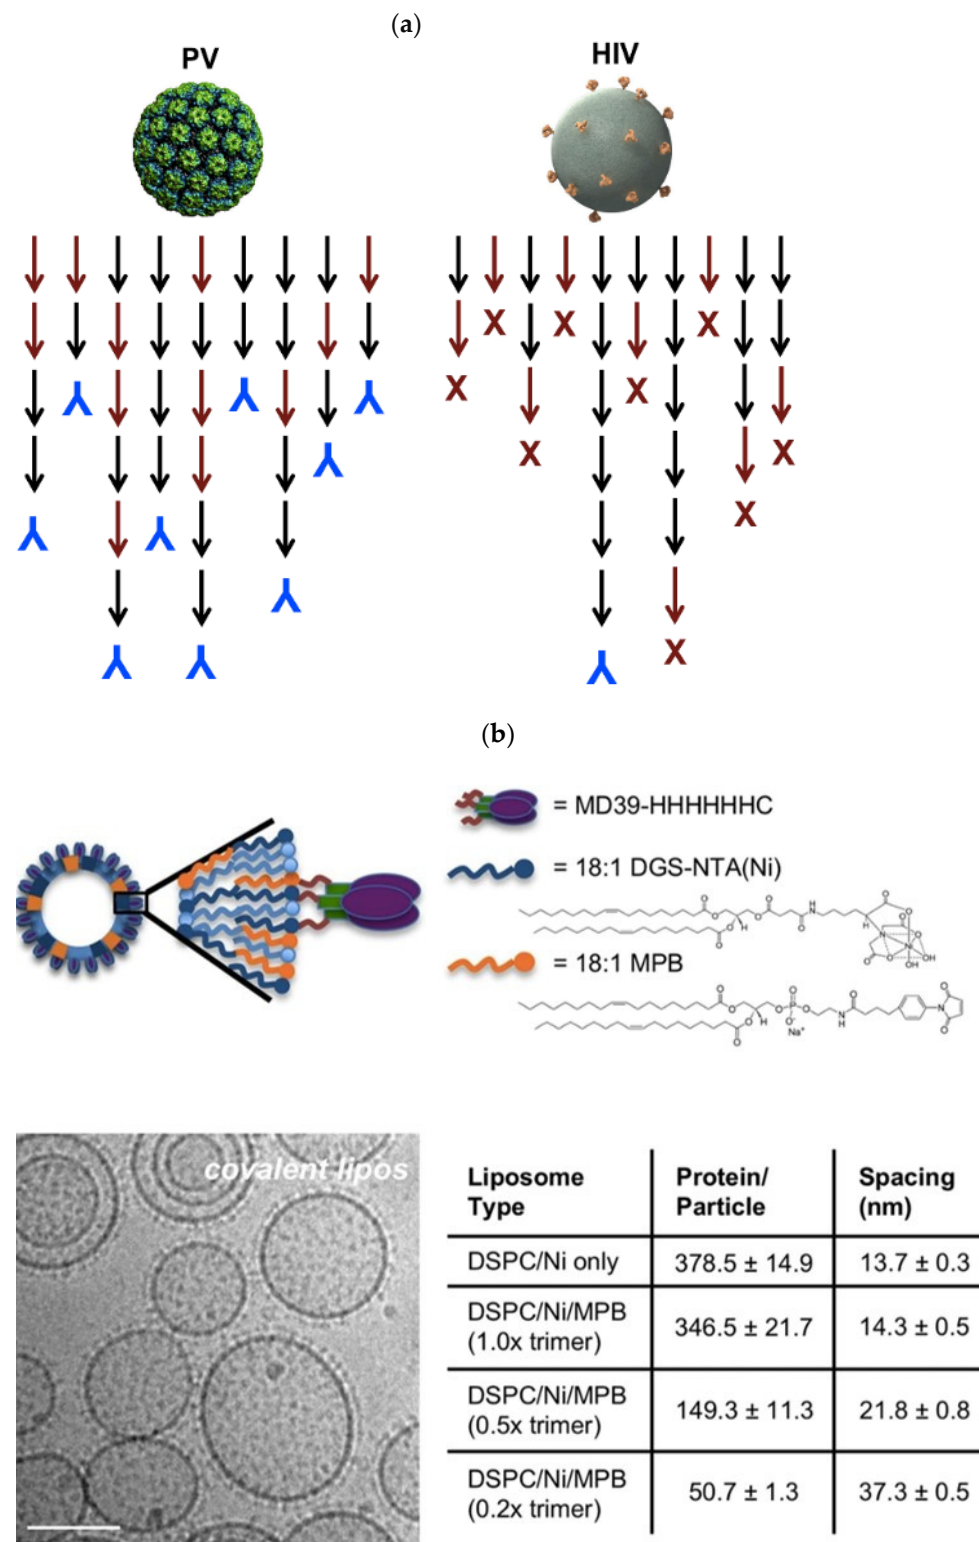 (a)
PV
HIV
X
X
X
X
X
X
X
X
X
(b)
= MD39-HHHHHHC
= 18:1 DGS-NTA(Ni)
= 18:1 MPB
covalent lipos
Liposome Type
Protein/ Particle
Spacing (nm)
DSPC/Ni only
378.5 ± 14.9
13.7 ± 0.3
DSPC/Ni/MPB (1.0x trimer)
346.5 ± 21.7
14.3 ± 0.5
DSPC/Ni/MPB (0.5x trimer)
149.3 ± 11.3
21.8 ± 0.8
DSPC/Ni/MPB (0.2x trimer)
50.7 ± 1.3
37.3 ± 0.5